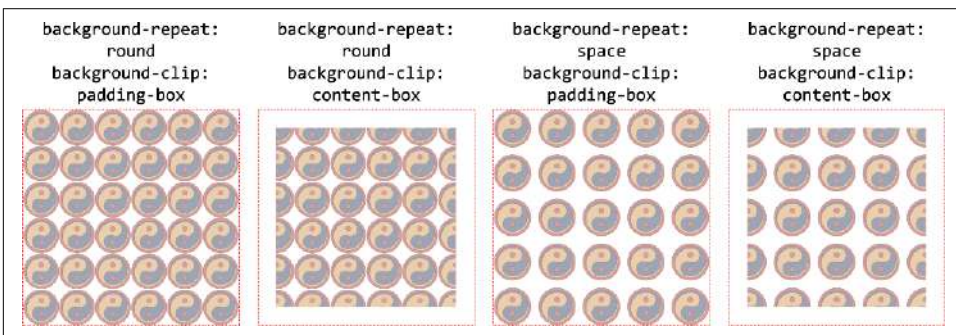 background-repeat:
round
background-clip:
padding-box
background-repeat:
round
background-clip:
content-box
background-repeat:
space
background-clip:
padding-box
background-repeat:
space
background-clip:
content-box